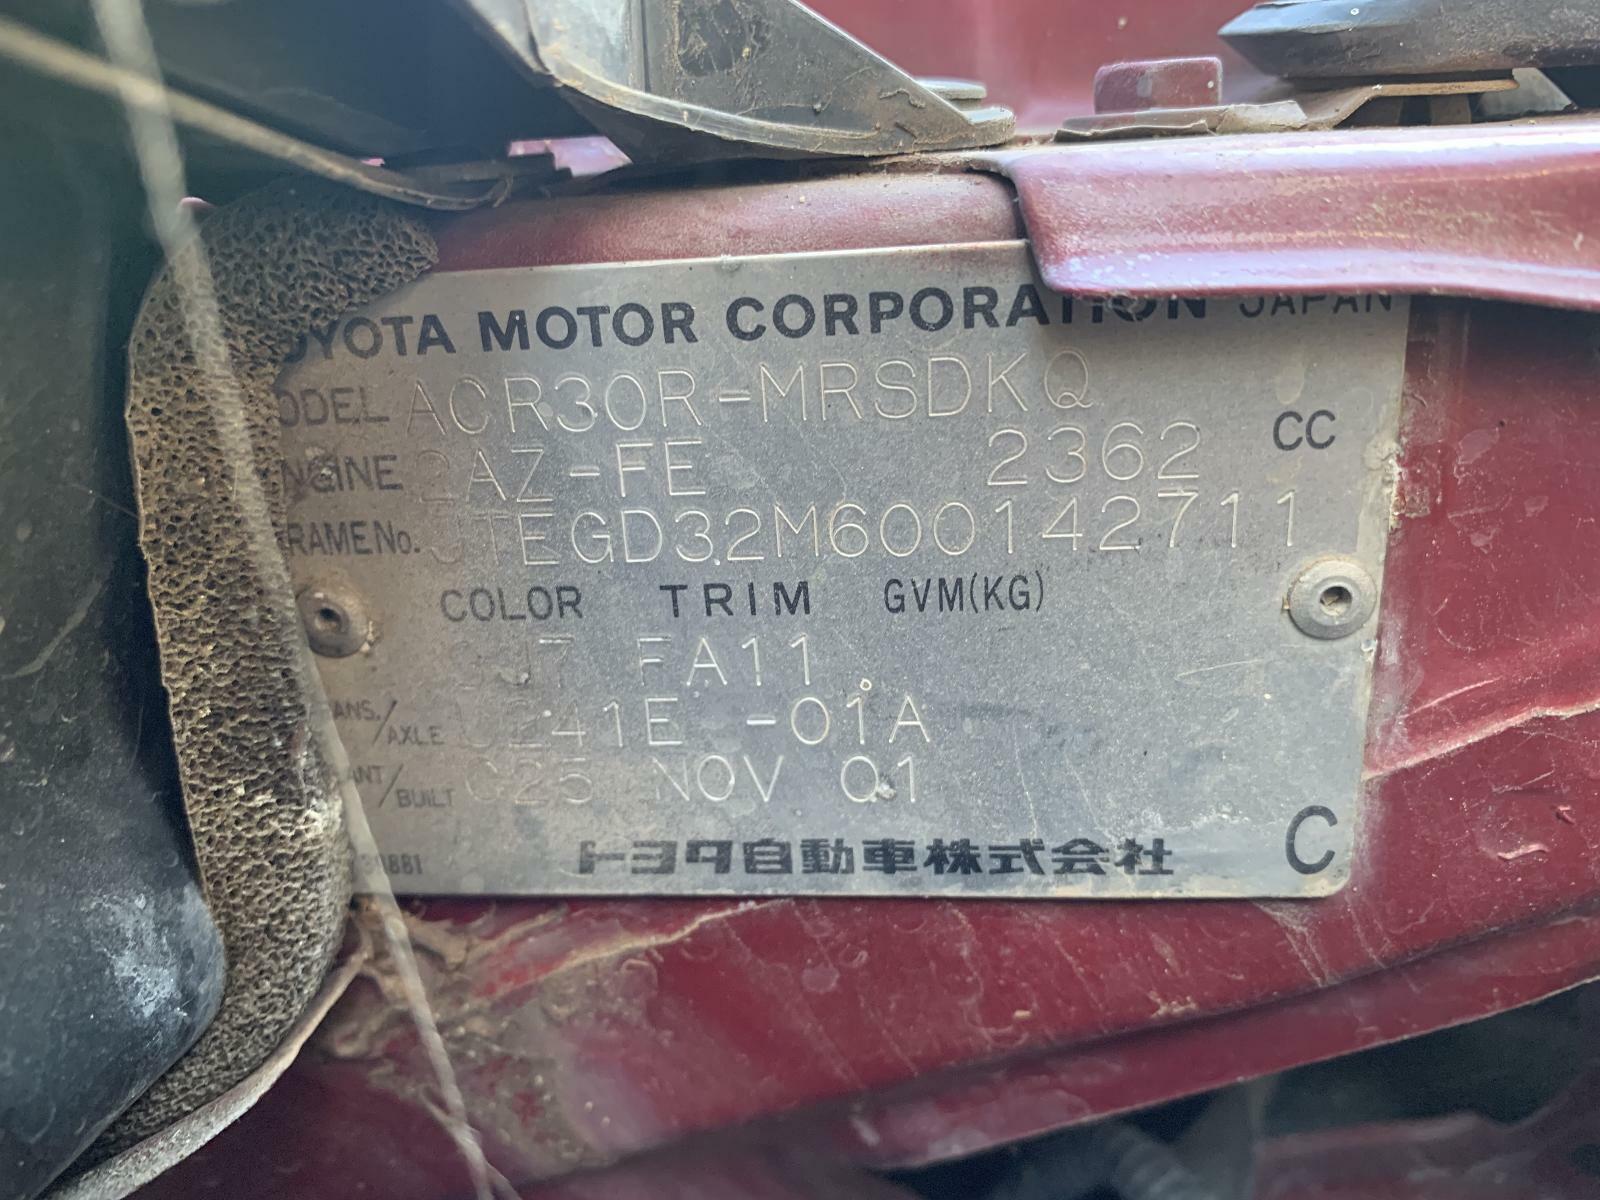 TOYOTA MOTOR CORPORATION JAPAN
MODEL ACR30R-MRSDKQ
ENGINE 2AZ-FE 2362 CC
FRAME No. JTEGD32M600142711
COLOR TRIM GVM(KG)
3J7 FA11
TRANS./AXLE U241E -01A
PLANT/BUILT C25 NOV 01
トヨタ自動車株式会社 C